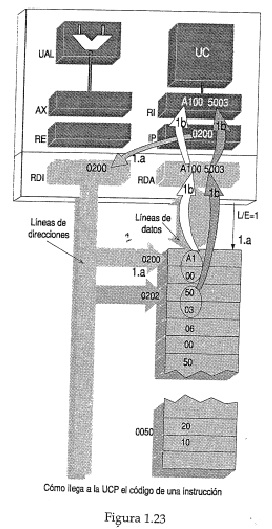 UAL
UC
A100 5003
RI
1b
1b
AX
0200
RE
IP
1.a
0200
A100 5003
RDI
RDA
1b
1b
Líneas de
direcciones
Líneas de
datos
L/E=1
1.a
0200
A1
1.a
00
0202
50
03
06
00
50
005D
20
10
Cómo llega a la UCP el código de una instrucción
Figura 1.23